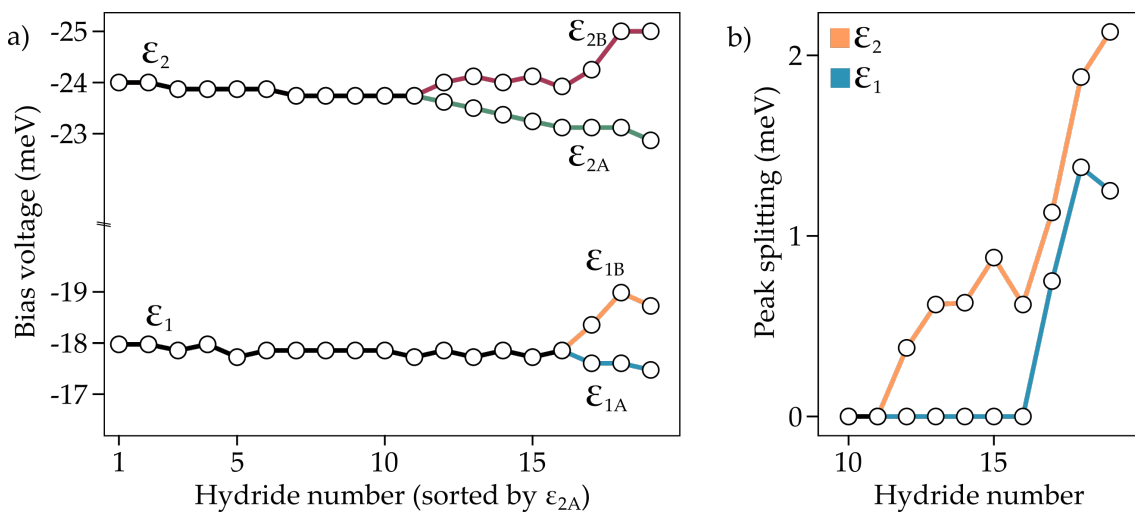 a)
Bias voltage (meV)
-25
-24
-23
-19
-18
-17
ε2
ε2B
ε2A
ε1
ε1B
ε1A
1
5
10
15
Hydride number (sorted by ε2A)
b)
Peak splitting (meV)
2
1
0
ε2
ε1
10
15
Hydride number